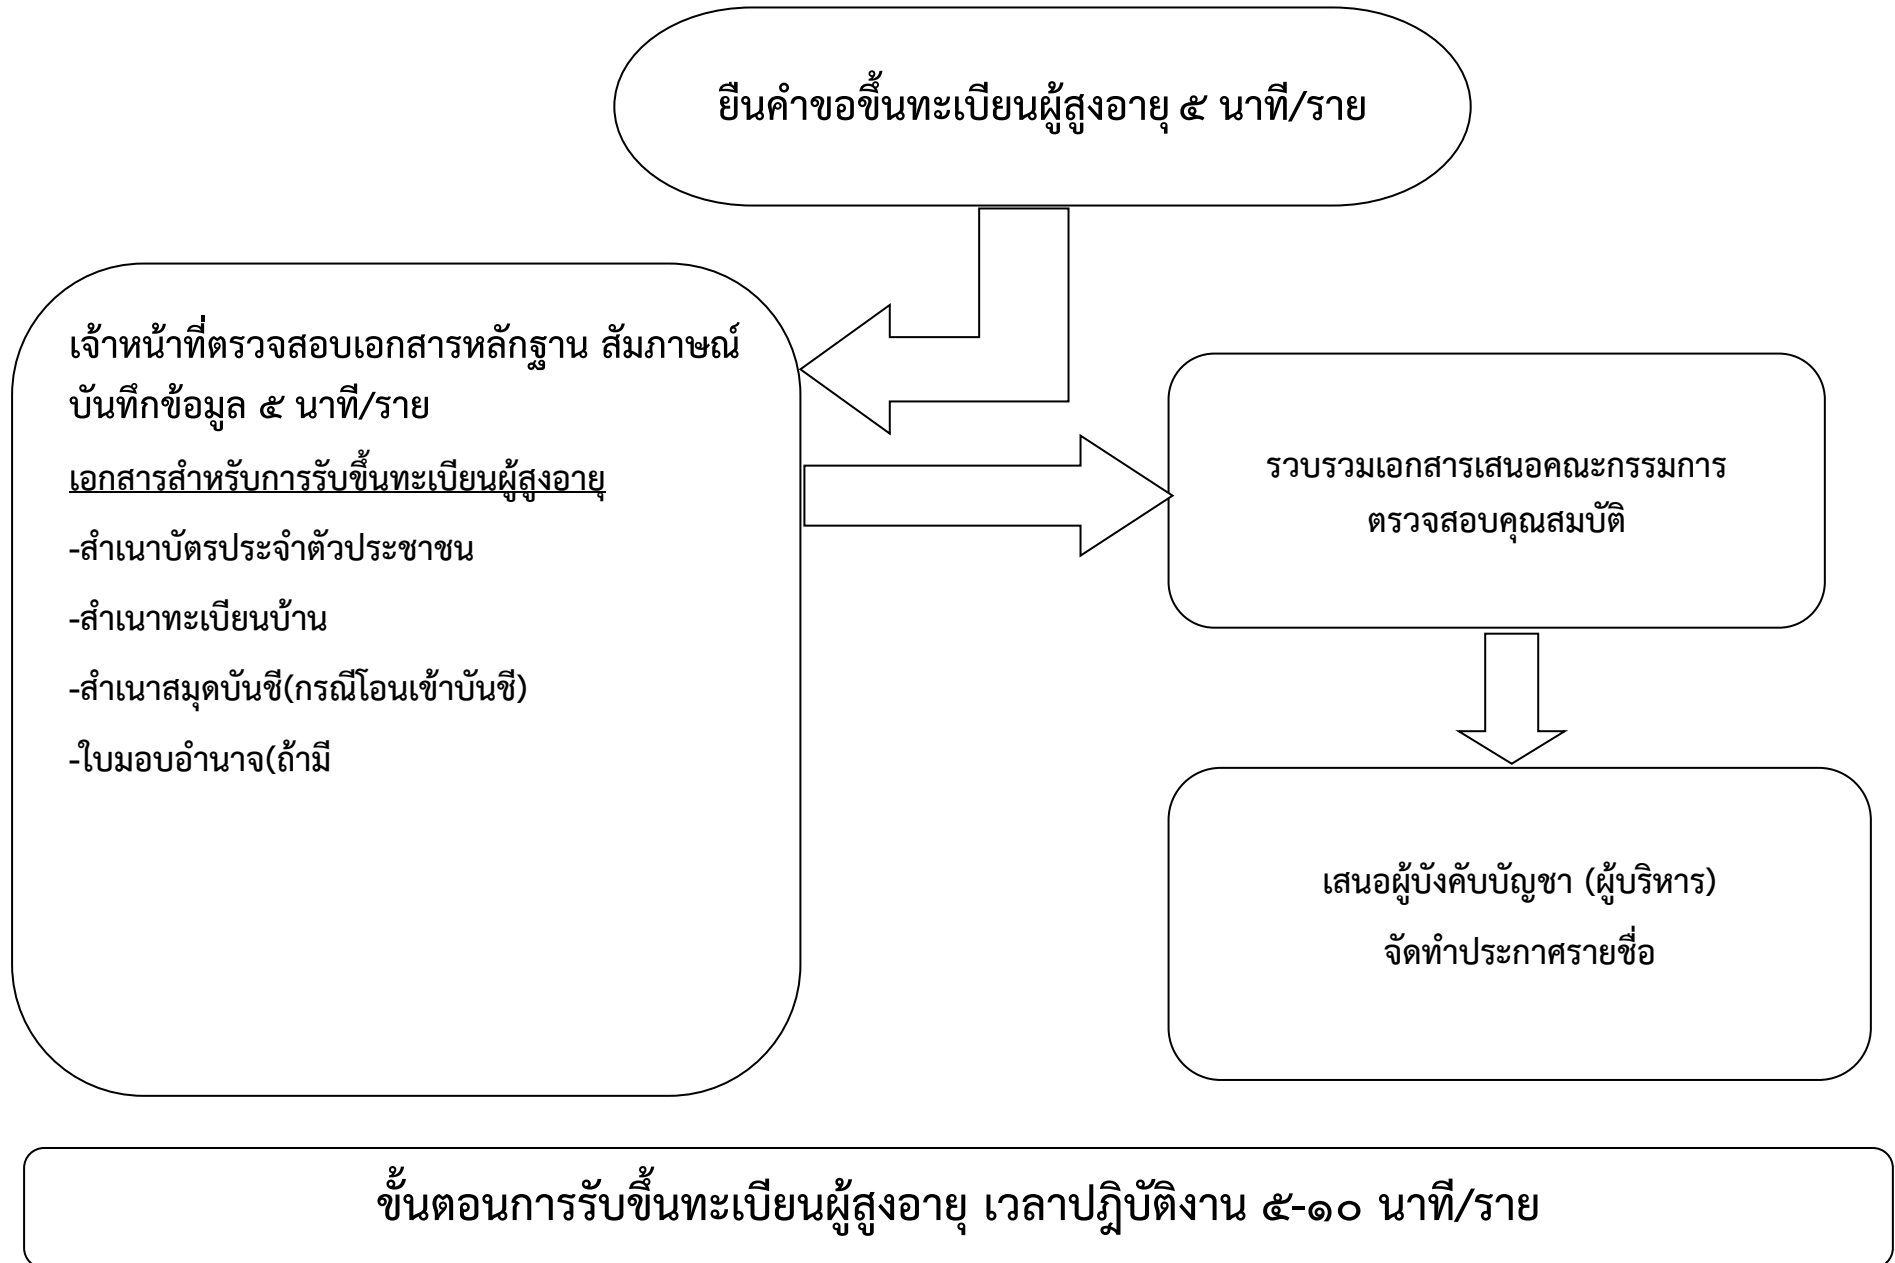 ยืนคำขอขึ้นทะเบียนผู้สูงอายุ ๕ นาที/ราย
เจ้าหน้าที่ตรวจสอบเอกสารหลักฐาน สัมภาษณ์
บันทึกข้อมูล ๕ นาที/ราย
เอกสารสำหรับการรับขึ้นทะเบียนผู้สูงอายุ
-สำเนาบัตรประจำตัวประชาชน
-สำเนาทะเบียนบ้าน
-สำเนาสมุดบันชี(กรณีโอนเข้าบันชี)
-ใบมอบอำนาจ(ถ้ามี
รวบรวมเอกสารเสนอคณะกรรมการ
ตรวจสอบคุณสมบัติ
เสนอผู้บังคับบัญชา (ผู้บริหาร)
จัดทำประกาศรายชื่อ
ขั้นตอนการรับขึ้นทะเบียนผู้สูงอายุ เวลาปฎิบัติงาน ๕-๑๐ นาที/ราย